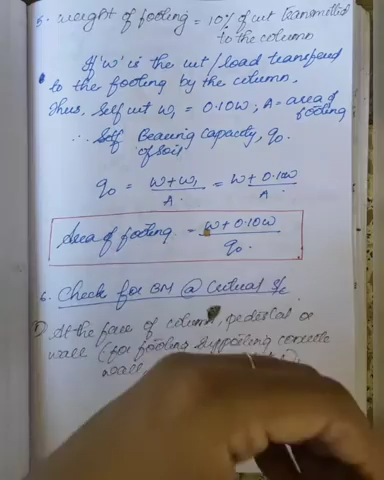 5. weight of footing = 10% of wt transmitted
to the column
If 'w' is the wt/load transferd
to the footing by the column,
Thus, Self wt w₁ = 0.10w; A = area of
footing
∴ Safe Bearing capacity, q₀.
of soil
q₀ = w+w₁/A = w+0.10w/A
Area of footing = w+0.10w/q₀
6. Check for BM @ Critical S/c
1) At the face of column, pedestal or
wall (for footing supporting concrete
wall,